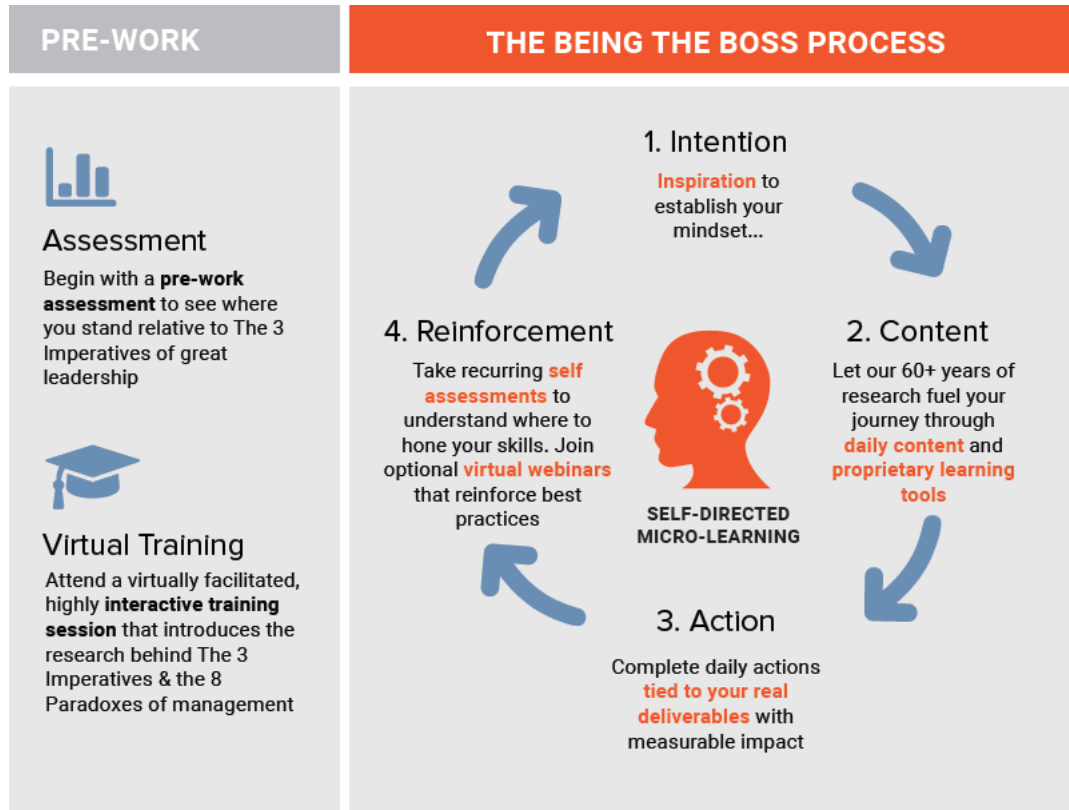 PRE-WORK
Assessment
Begin with a pre-work
assessment to see where
you stand relative to The 3
Imperatives of great
leadership
Virtual Training
Attend a virtually facilitated,
highly interactive training
session that introduces the
research behind The 3
Imperatives & the 8
Paradoxes of management
THE BEING THE BOSS PROCESS
1. Intention
Inspiration to
establish your
mindset...
2. Content
Let our 60+ years of
research fuel your
journey through
daily content and
proprietary learning
tools
3. Action
Complete daily actions
tied to your real
deliverables with
measurable impact
4. Reinforcement
Take recurring self
assessments to
understand where to
hone your skills. Join
optional virtual webinars
that reinforce best
practices
SELF-DIRECTED
MICRO-LEARNING